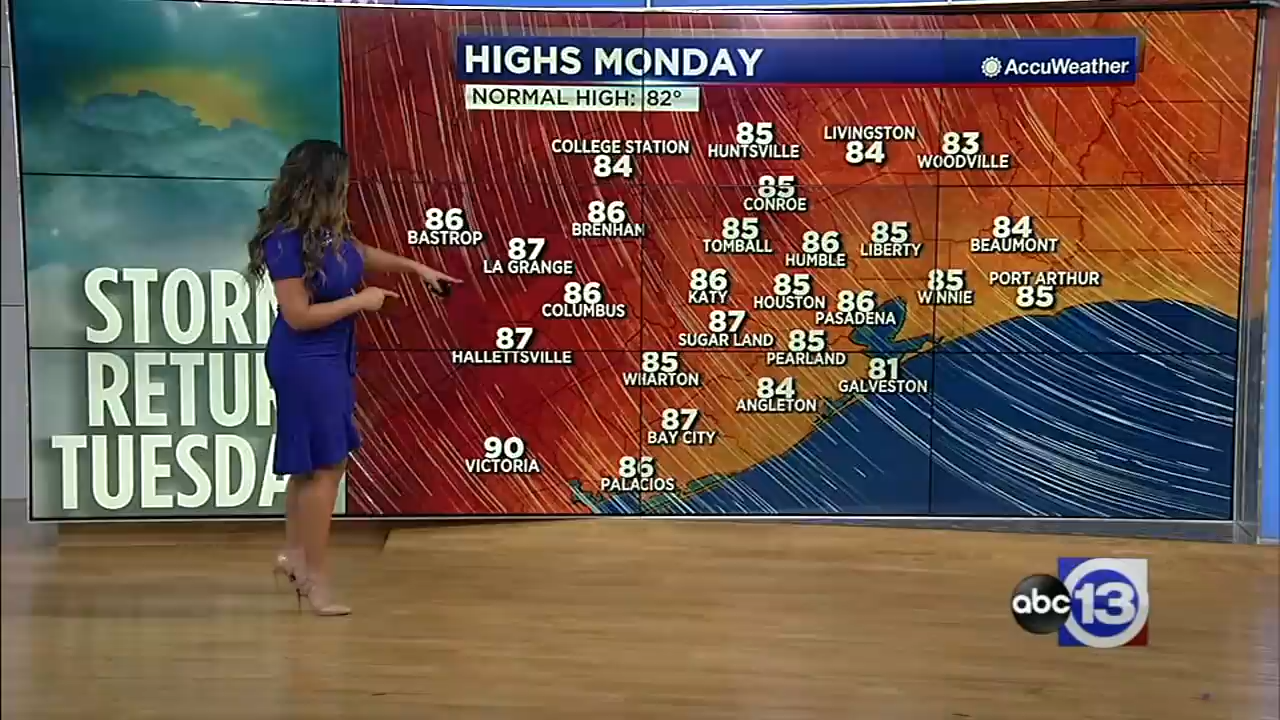 HIGHS MONDAY
AccuWeather
NORMAL HIGH: 82°
COLLEGE STATION
84
85
HUNTSVILLE
LIVINGSTON
84
83
WOODVILLE
85
CONROE
86
BASTROP
86
BRENHAM
87
LA GRANGE
85
TOMBALL
86
HUMBLE
85
LIBERTY
84
BEAUMONT
86
COLUMBUS
86
KATY
85
HOUSTON
86
PASADENA
85
WINNIE
PORT ARTHUR
85
87
HALLETTSVILLE
87
SUGAR LAND
85
PEARLAND
85
WHARTON
84
ANGLETON
81
GALVESTON
87
BAY CITY
90
VICTORIA
86
PALACIOS
STORM
RETUR
TUESDA
abc 13